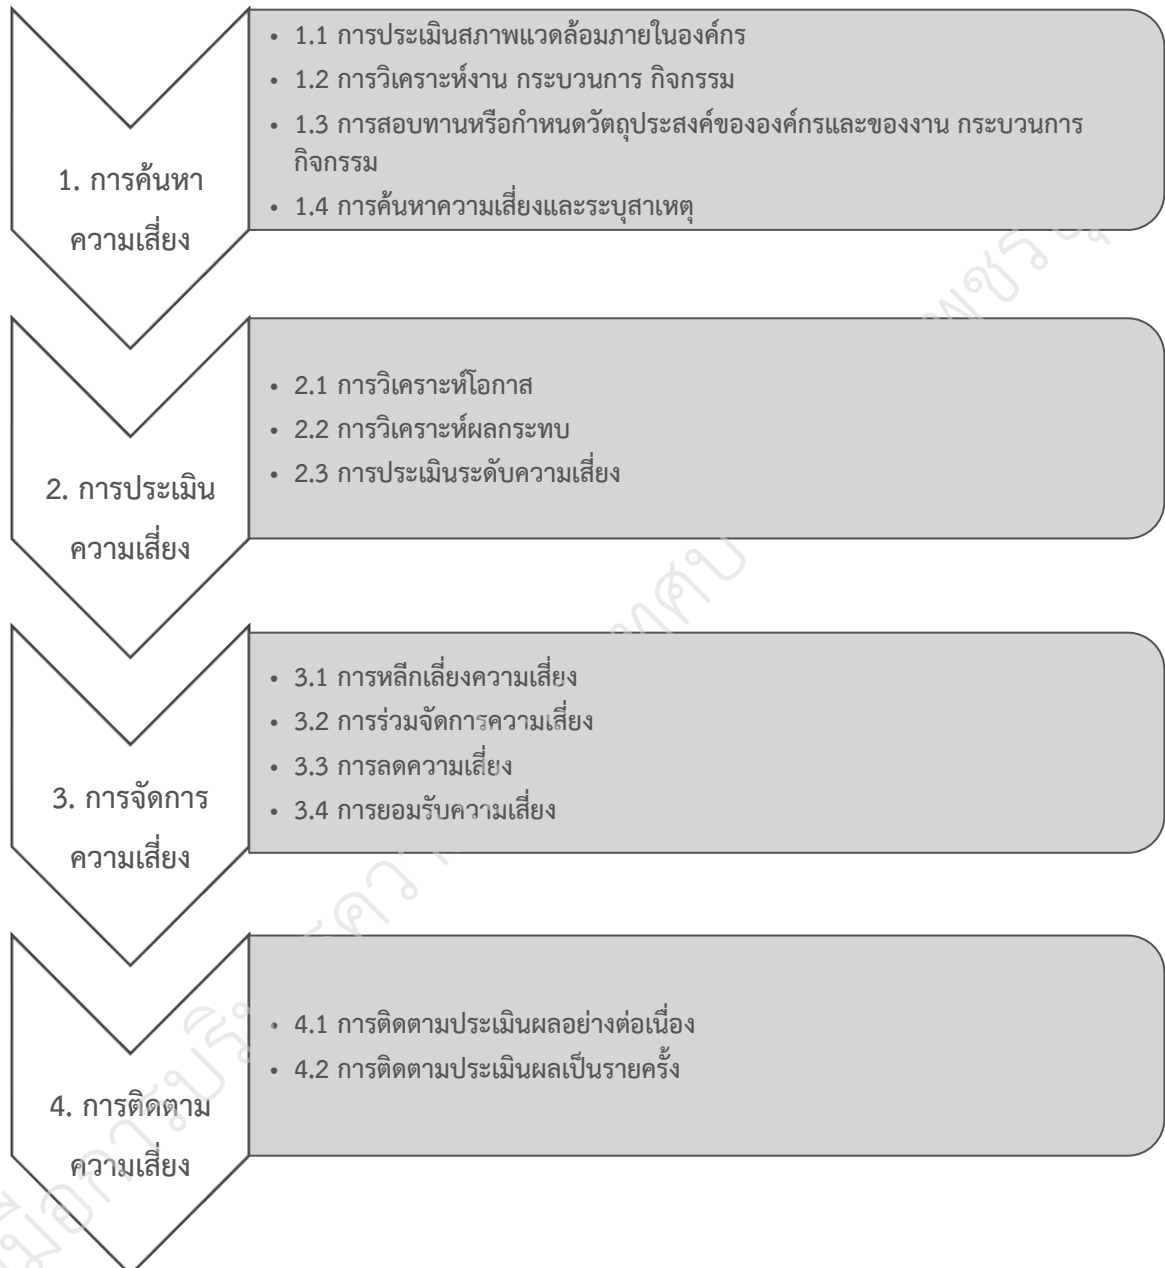 1. การค้นหา
ความเสี่ยง
• 1.1 การประเมินสภาพแวดล้อมภายในองค์กร
• 1.2 การวิเคราะห์งาน กระบวนการ กิจกรรม
• 1.3 การสอบทานหรือกำหนดวัตถุประสงค์ขององค์กรและของงาน กระบวนการ
กิจกรรม
• 1.4 การค้นหาความเสี่ยงและระบุสาเหตุ
2. การประเมิน
ความเสี่ยง
• 2.1 การวิเคราะห์โอกาส
• 2.2 การวิเคราะห์ผลกระทบ
• 2.3 การประเมินระดับความเสี่ยง
3. การจัดการ
ความเสี่ยง
• 3.1 การหลีกเลี่ยงความเสี่ยง
• 3.2 การร่วมจัดการความเสี่ยง
• 3.3 การลดความเสี่ยง
• 3.4 การยอมรับความเสี่ยง
4. การติดตาม
ความเสี่ยง
• 4.1 การติดตามประเมินผลอย่างต่อเนื่อง
• 4.2 การติดตามประเมินผลเป็นรายครั้ง